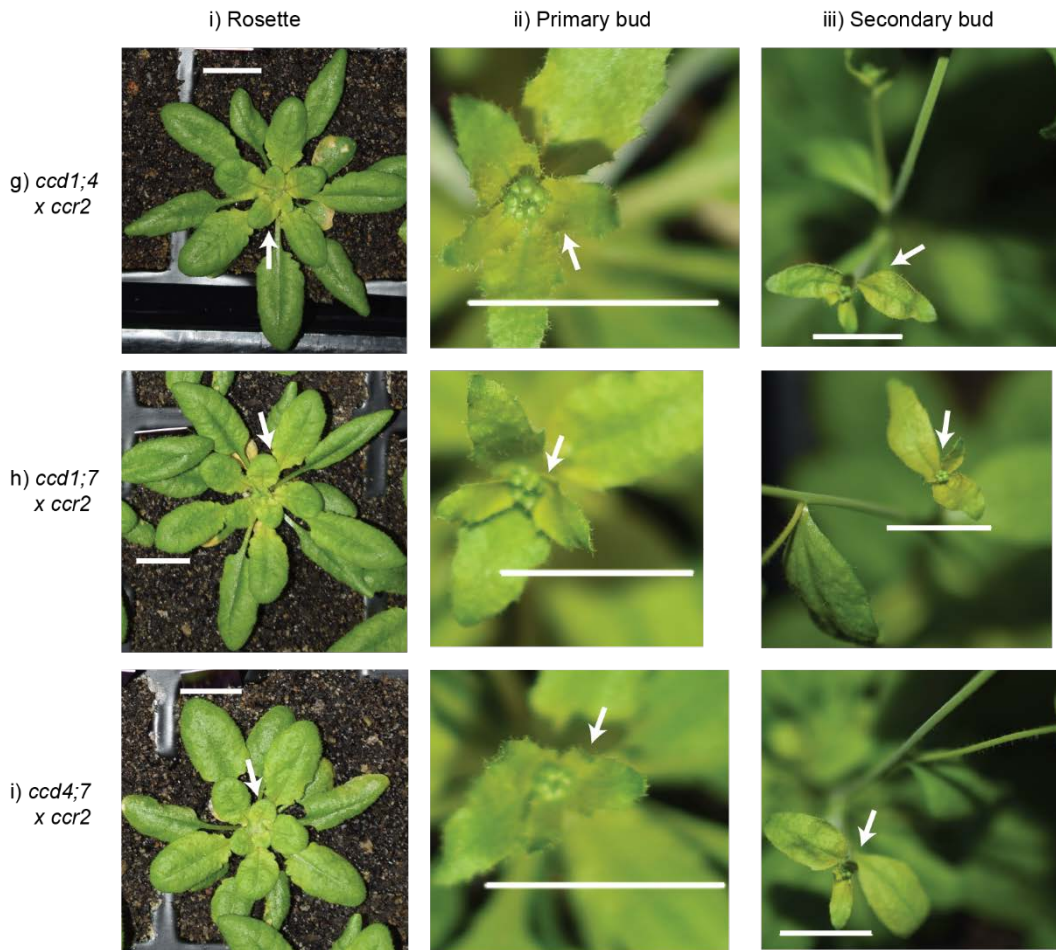 i) Rosette
ii) Primary bud
iii) Secondary bud
g) ccd1;4
x ccr2
h) ccd1;7
x ccr2
i) ccd4;7
x ccr2